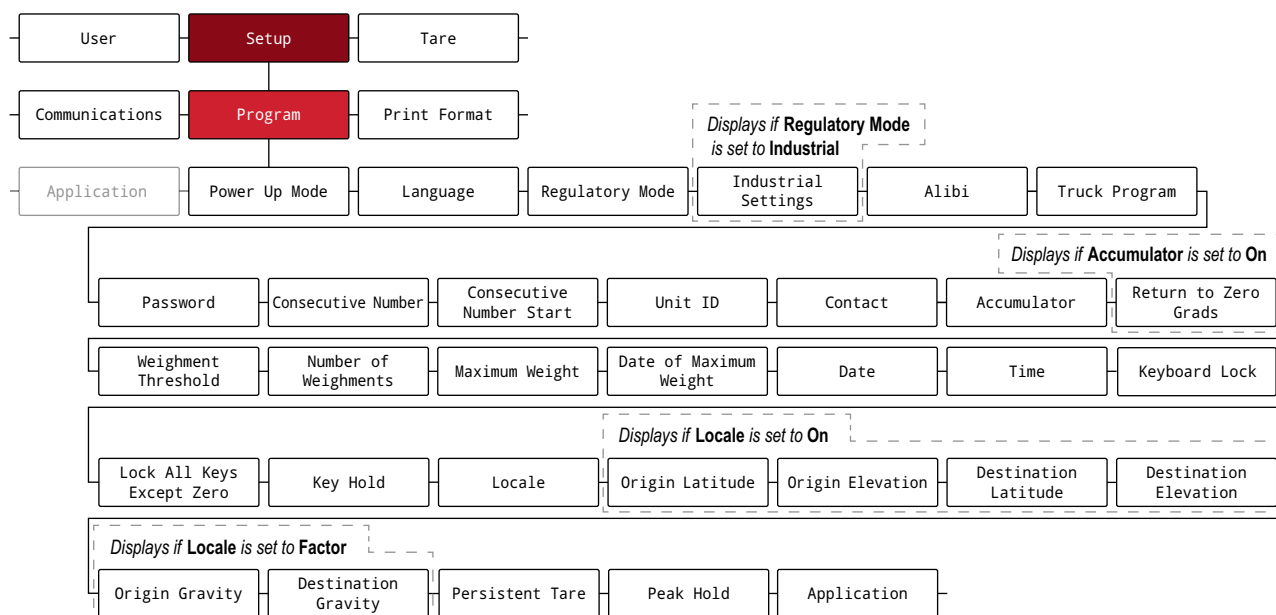 User
Setup
Tare
Communications
Program
Print Format
Displays if Regulatory Mode
is set to Industrial
Application
Power Up Mode
Language
Regulatory Mode
Industrial
Settings
Alibi
Truck Program
Displays if Accumulator is set to On
Password
Consecutive Number
Consecutive
Number Start
Unit ID
Contact
Accumulator
Return to Zero
Grads
Weighment
Threshold
Number of
Weighments
Maximum Weight
Date of Maximum
Weight
Date
Time
Keyboard Lock
Displays if Locale is set to On
Lock All Keys
Except Zero
Key Hold
Locale
Origin Latitude
Origin Elevation
Destination
Latitude
Destination
Elevation
Displays if Locale is set to Factor
Origin Gravity
Destination
Gravity
Persistent Tare
Peak Hold
Application